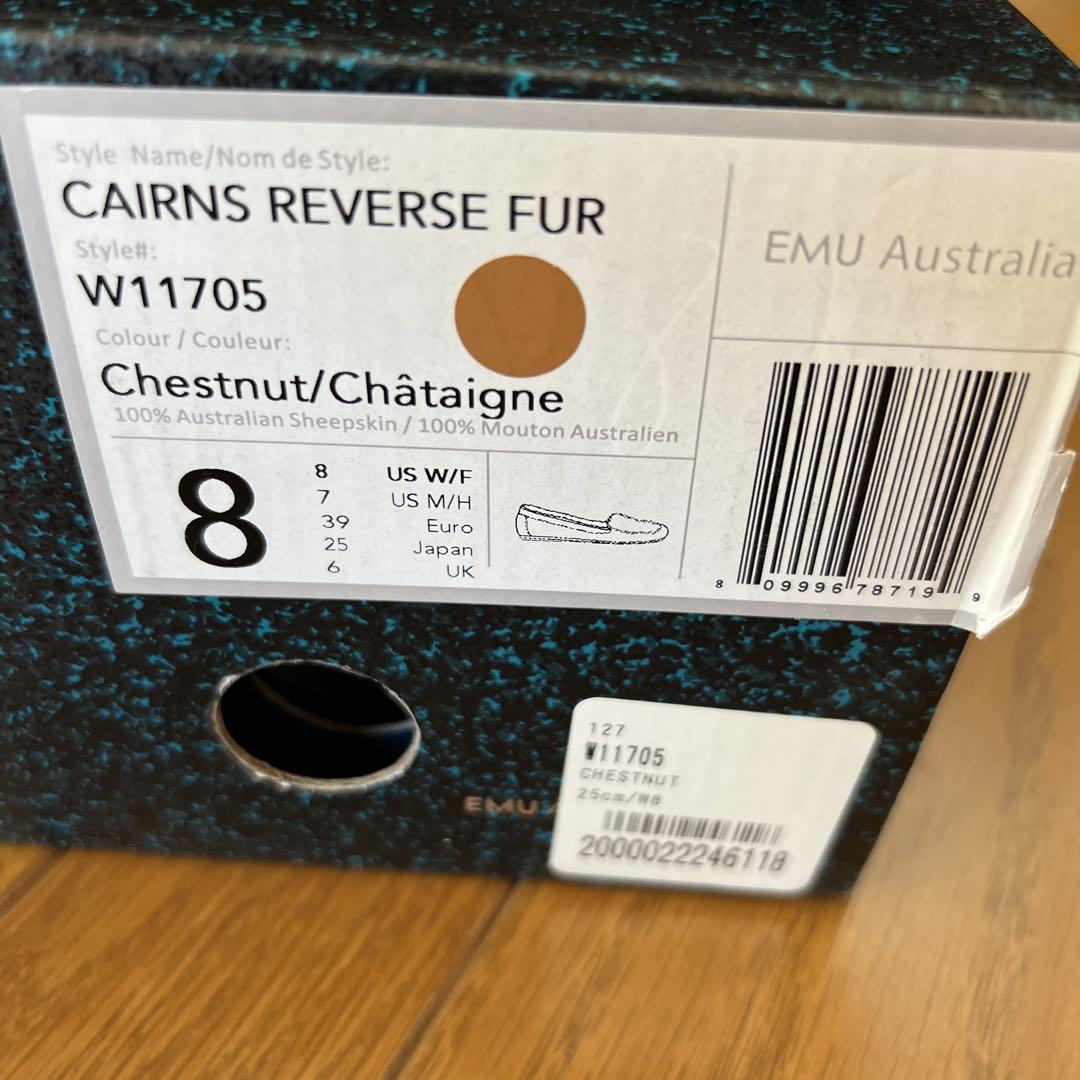 Style Name/Nom de Style:
CAIRNS REVERSE FUR
Style#:
W11705
Colour / Couleur:
Chestnut/Châtaigne
100% Australian Sheepskin / 100% Mouton Australien
8
8 US W/F
7 US M/H
39 Euro
25 Japan
6 UK
EMU Australia
8 09996 78719 9
EMU
127
W11705
CHESTNUT
25cm/W8
2000022246118